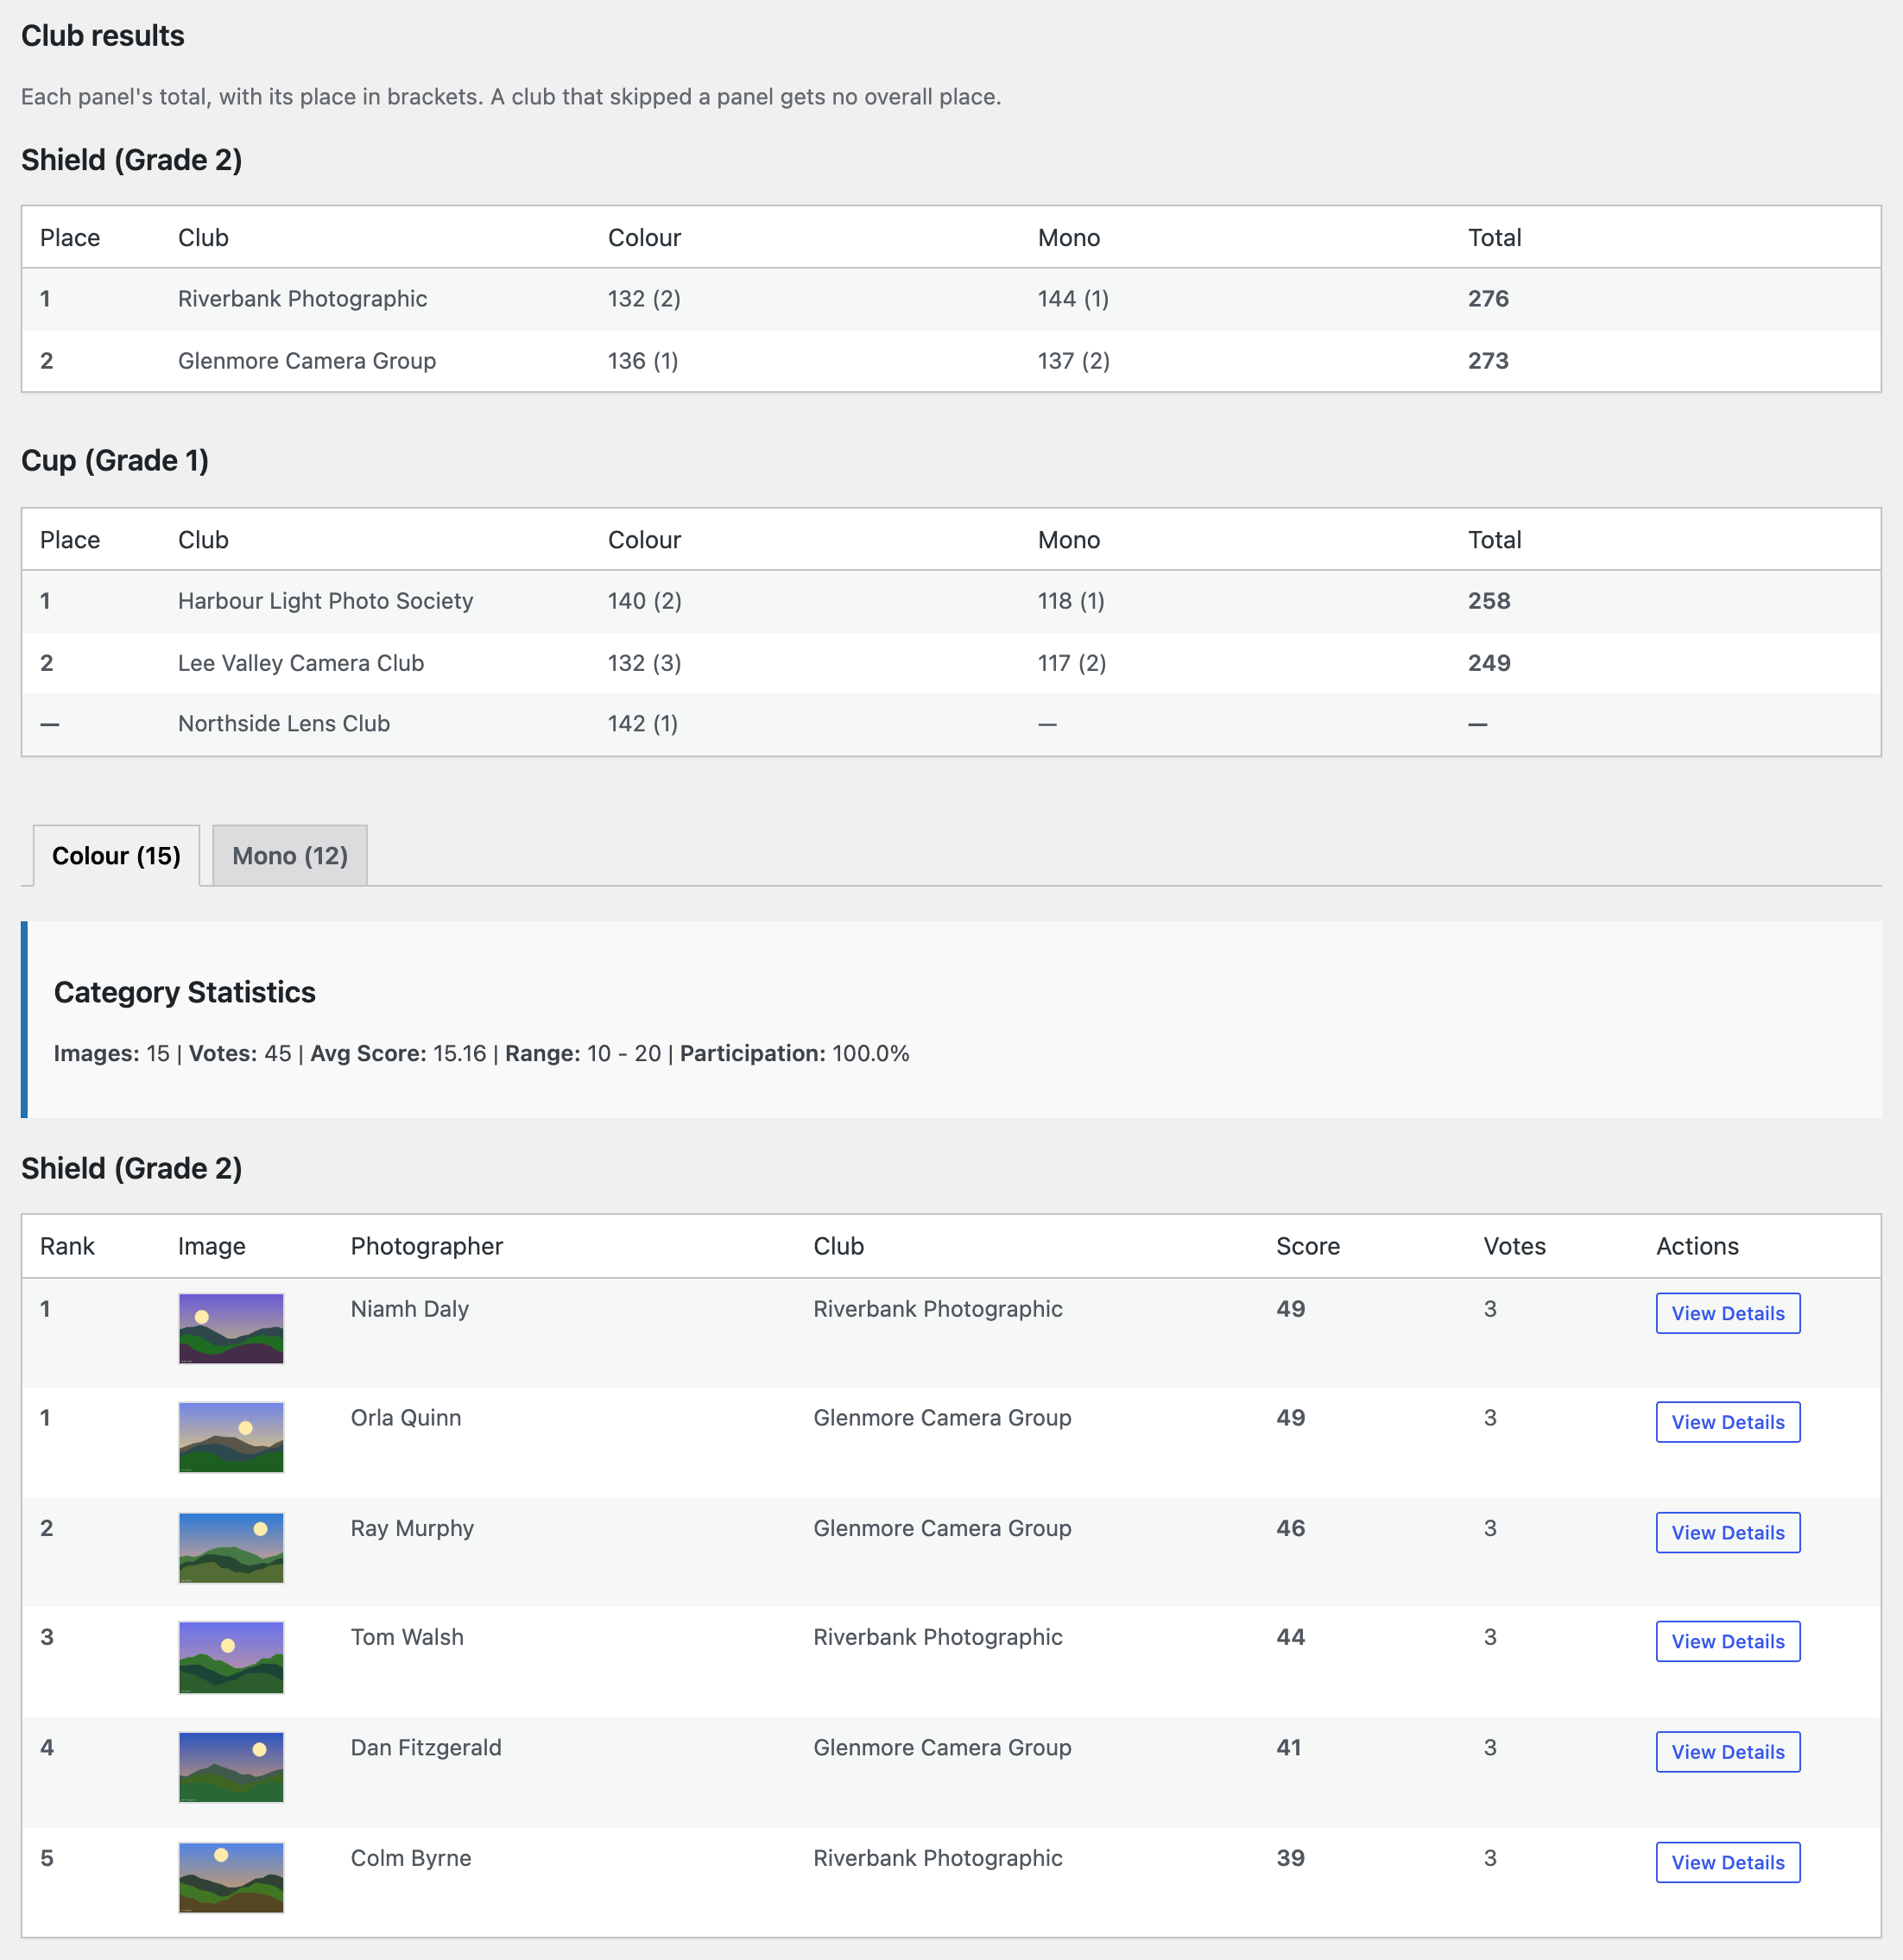 Club results
Each panel's total, with its place in brackets. A club that skipped a panel gets no overall place.
Shield (Grade 2)
Place Club Colour Mono Total
1 Riverbank Photographic 132 (2) 144 (1) 276
2 Glenmore Camera Group 136 (1) 137 (2) 273
Cup (Grade 1)
Place Club Colour Mono Total
1 Harbour Light Photo Society 140 (2) 118 (1) 258
2 Lee Valley Camera Club 132 (3) 117 (2) 249
— Northside Lens Club 142 (1) — —
Colour (15) Mono (12)
Category Statistics
Images: 15 | Votes: 45 | Avg Score: 15.16 | Range: 10 - 20 | Participation: 100.0%
Shield (Grade 2)
Rank Image Photographer Club Score Votes Actions
1 Niamh Daly Riverbank Photographic 49 3 View Details
1 Orla Quinn Glenmore Camera Group 49 3 View Details
2 Ray Murphy Glenmore Camera Group 46 3 View Details
3 Tom Walsh Riverbank Photographic 44 3 View Details
4 Dan Fitzgerald Glenmore Camera Group 41 3 View Details
5 Colm Byrne Riverbank Photographic 39 3 View Details